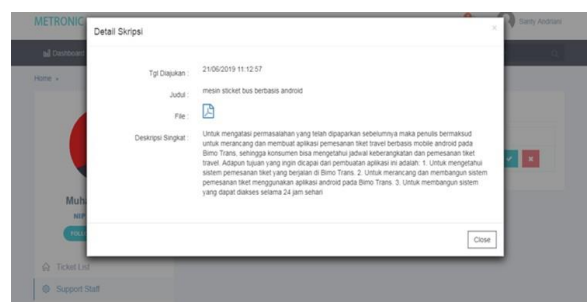 METRONIC
Santy Andriani
Detail Skripsi
×
Dashboard
Home
Tgl Diajukan : 21/06/2019 11:12:57
Judul : mesin sticket bus berbasis android
File :
Deskripsi Singkat : Untuk mengatasi permasalahan yang telah dipaparkan sebelumnya maka penulis bermaksud
untuk merancang dan membuat aplikasi pemesanan tiket travel berbasis mobile android pada
Bimo Trans, sehingga konsumen bisa mengetahui jadwal keberangkatan dan pemesanan tiket
travel. Adapun tujuan yang ingin dicapai dari pembuatan aplikasi ini adalah: 1. Untuk mengetahui
sistem pemesanan tiket yang berjalan di Bimo Trans. 2. Untuk merancang dan membangun sistem
pemesanan tiket menggunakan aplikasi android pada Bimo Trans. 3. Untuk membangun sistem
yang dapat diakses selama 24 jam sehari
Muh
NIP
FOLL
Close
Ticket List
Support Staff